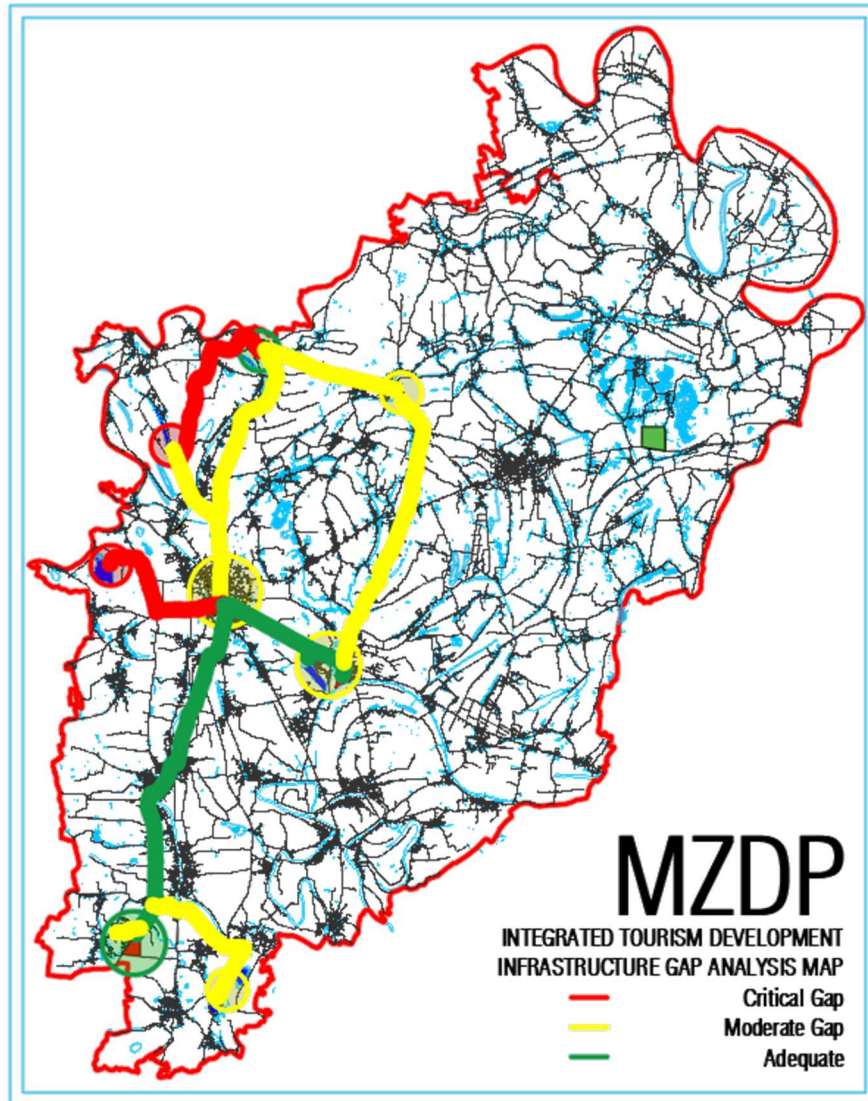 MZDP
INTEGRATED TOURISM DEVELOPMENT
INFRASTRUCTURE GAP ANALYSIS MAP
Critical Gap
Moderate Gap
Adequate